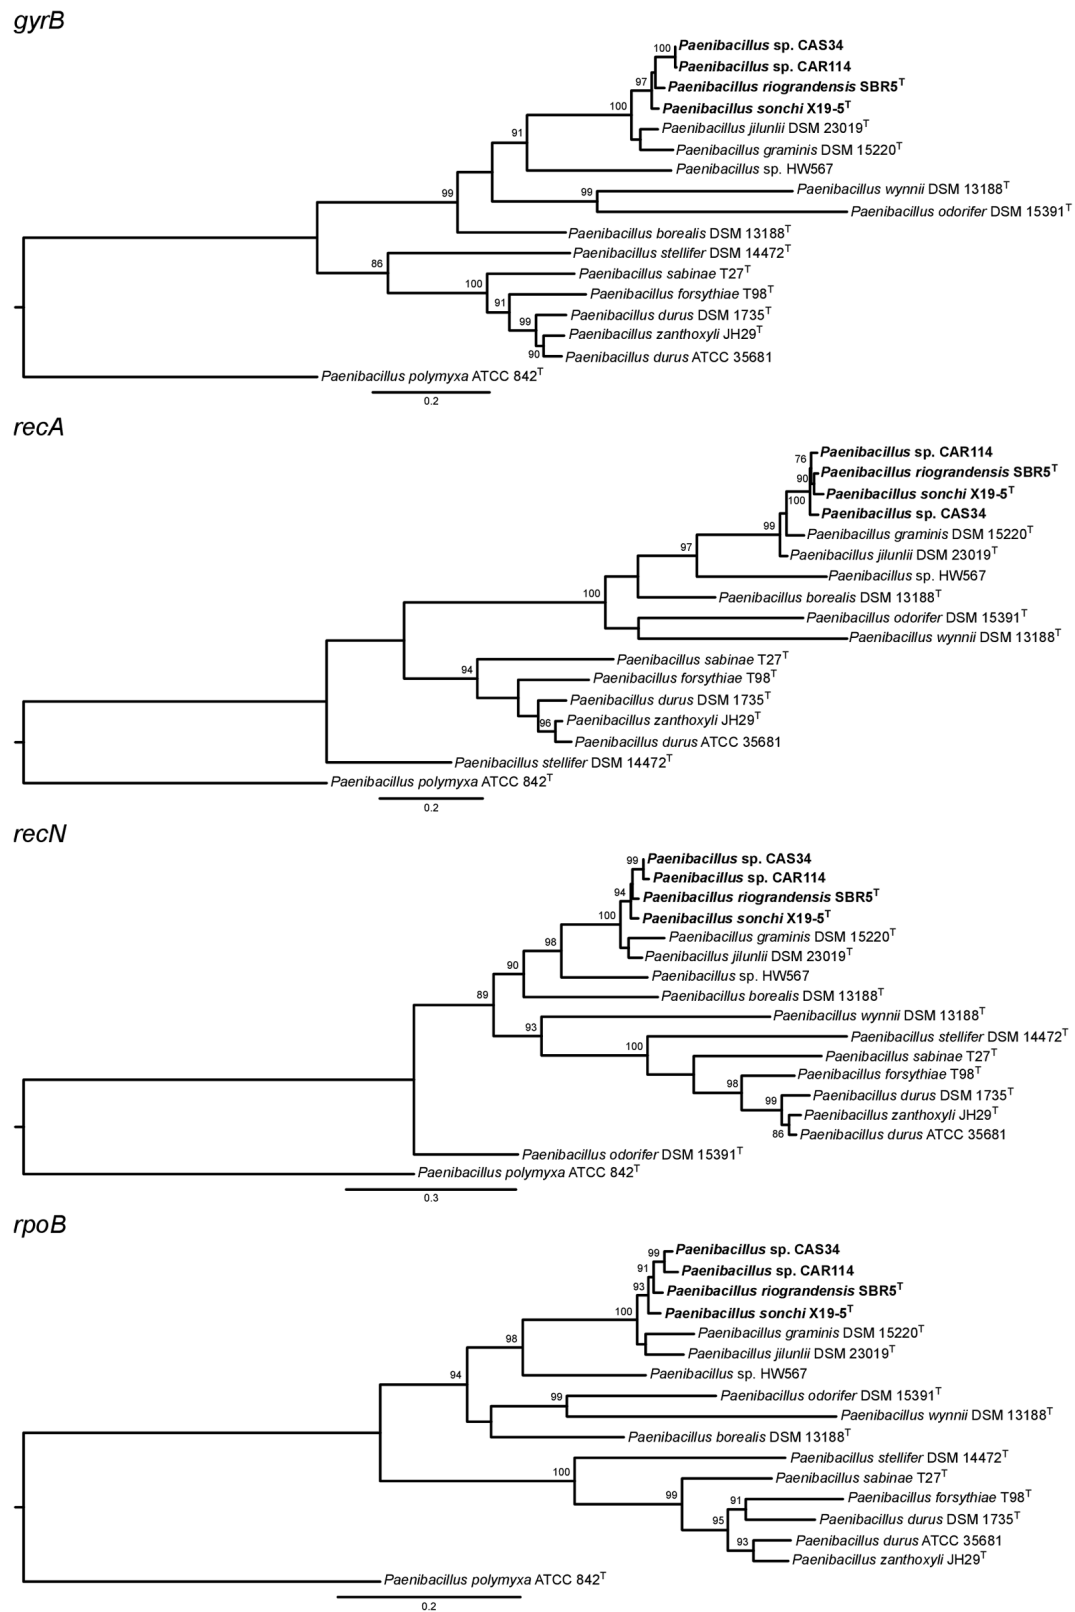 gyrB
100
Paenibacillus sp. CAS34
Paenibacillus sp. CAR114
97
Paenibacillus riograndensis SBR5T
100
Paenibacillus sonchi X19-5T
Paenibacillus jilunlii DSM 23019T
91
Paenibacillus graminis DSM 15220T
Paenibacillus sp. HW567
99
99
Paenibacillus wynnii DSM 13188T
Paenibacillus odorifer DSM 15391T
Paenibacillus borealis DSM 13188T
86
Paenibacillus stellifer DSM 14472T
100
Paenibacillus sabinae T27T
91
Paenibacillus forsythiae T98T
99
Paenibacillus durus DSM 1735T
Paenibacillus zanthoxyli JH29T
90
Paenibacillus durus ATCC 35681
Paenibacillus polymyxa ATCC 842T
0.2
recA
76
Paenibacillus sp. CAR114
90
Paenibacillus riograndensis SBR5T
100
Paenibacillus sonchi X19-5T
Paenibacillus sp. CAS34
99
Paenibacillus graminis DSM 15220T
97
Paenibacillus jilunlii DSM 23019T
Paenibacillus sp. HW567
100
Paenibacillus borealis DSM 13188T
Paenibacillus odorifer DSM 15391T
Paenibacillus wynnii DSM 13188T
94
Paenibacillus sabinae T27T
Paenibacillus forsythiae T98T
Paenibacillus durus DSM 1735T
96
Paenibacillus zanthoxyli JH29T
Paenibacillus durus ATCC 35681
Paenibacillus stellifer DSM 14472T
Paenibacillus polymyxa ATCC 842T
0.2
recN
99
Paenibacillus sp. CAS34
Paenibacillus sp. CAR114
94
Paenibacillus riograndensis SBR5T
100
Paenibacillus sonchi X19-5T
Paenibacillus graminis DSM 15220T
98
Paenibacillus jilunlii DSM 23019T
90
Paenibacillus sp. HW567
89
Paenibacillus borealis DSM 13188T
93
Paenibacillus wynnii DSM 13188T
100
Paenibacillus stellifer DSM 14472T
Paenibacillus sabinae T27T
98
Paenibacillus forsythiae T98T
99
Paenibacillus durus DSM 1735T
Paenibacillus zanthoxyli JH29T
86
Paenibacillus durus ATCC 35681
Paenibacillus odorifer DSM 15391T
Paenibacillus polymyxa ATCC 842T
0.3
rpoB
99
Paenibacillus sp. CAS34
91
Paenibacillus sp. CAR114
93
Paenibacillus riograndensis SBR5T
100
Paenibacillus sonchi X19-5T
Paenibacillus graminis DSM 15220T
98
Paenibacillus jilunlii DSM 23019T
94
Paenibacillus sp. HW567
99
Paenibacillus odorifer DSM 15391T
Paenibacillus wynnii DSM 13188T
Paenibacillus borealis DSM 13188T
100
Paenibacillus stellifer DSM 14472T
99
Paenibacillus sabinae T27T
91
Paenibacillus forsythiae T98T
95
Paenibacillus durus DSM 1735T
93
Paenibacillus durus ATCC 35681
Paenibacillus zanthoxyli JH29T
Paenibacillus polymyxa ATCC 842T
0.2